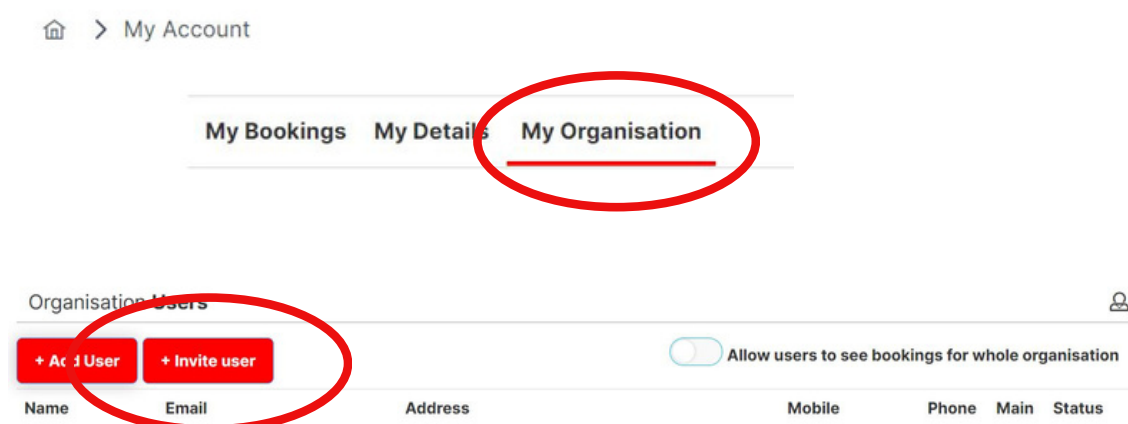 > My Account
My Bookings My Details My Organisation
Organisation Users
+ Add User + Invite user Allow users to see bookings for whole organisation
Name Email Address Mobile Phone Main Status